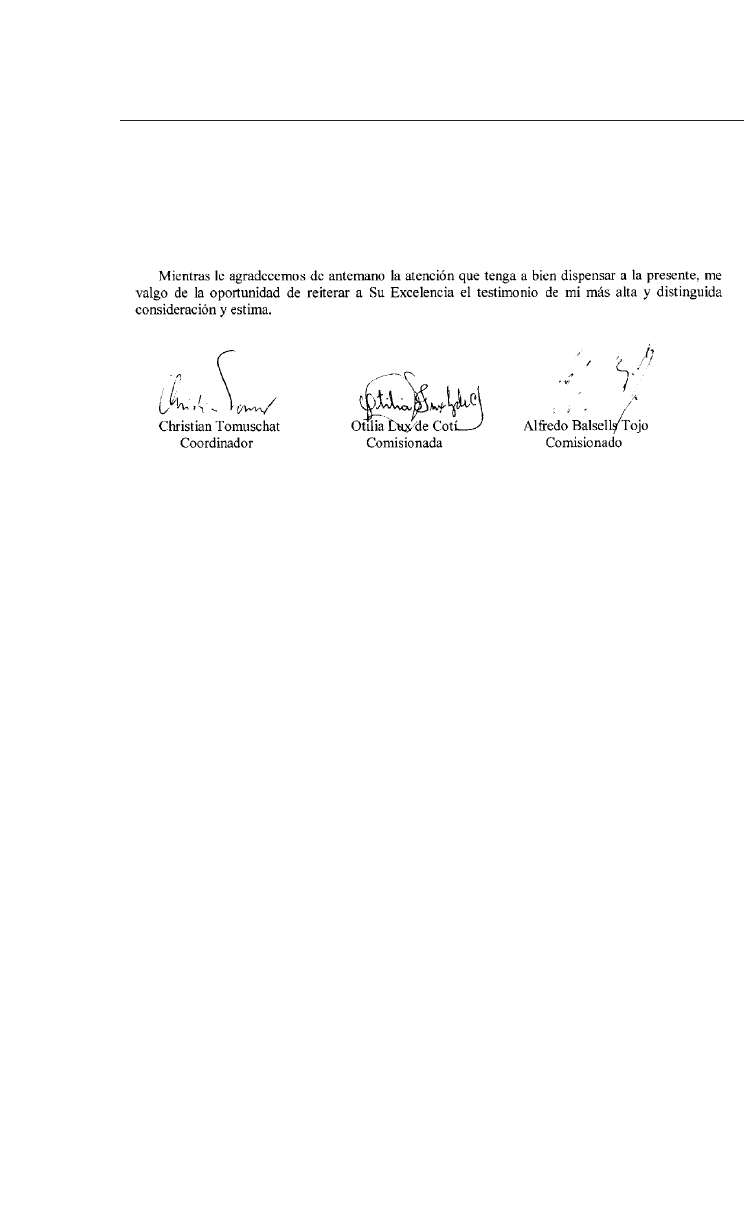 Mientras le agradecemos de antemano la atención que tenga a bien dispensar a la presente, me
valgo de la oportunidad de reiterar a Su Excelencia el testimonio de mi más alta y distinguida
consideración y estima.
Christian Tomuschat
Otilia Lux de Cotí
Alfredo Balsells Tojo
Coordinador
Comisionada
Comisionado